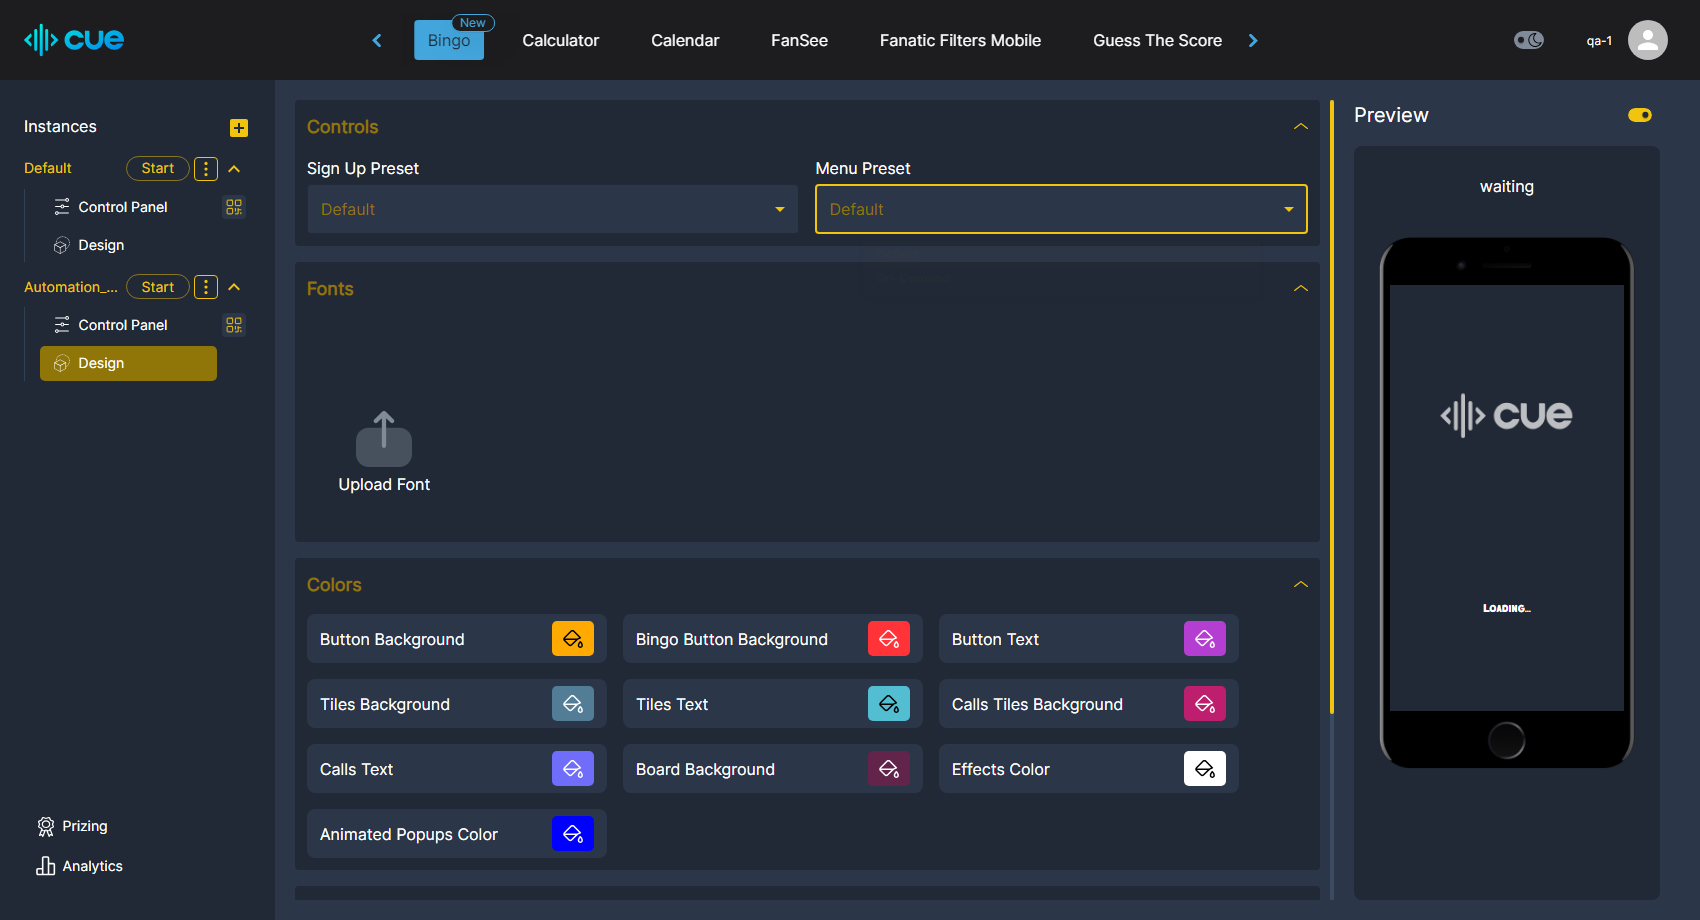 cue
New
Bingo
Calculator
Calendar
FanSee
Fanatic Filters Mobile
Guess The Score
qa-1
Instances
Default
Start
Control Panel
Design
Automation_...
Start
Control Panel
Design
Prizing
Analytics
Controls
Sign Up Preset
Menu Preset
Default
Default
Fonts
Upload Font
Colors
Button Background
Bingo Button Background
Button Text
Tiles Background
Tiles Text
Calls Tiles Background
Calls Text
Board Background
Effects Color
Animated Popups Color
Preview
waiting
cue
Loading...